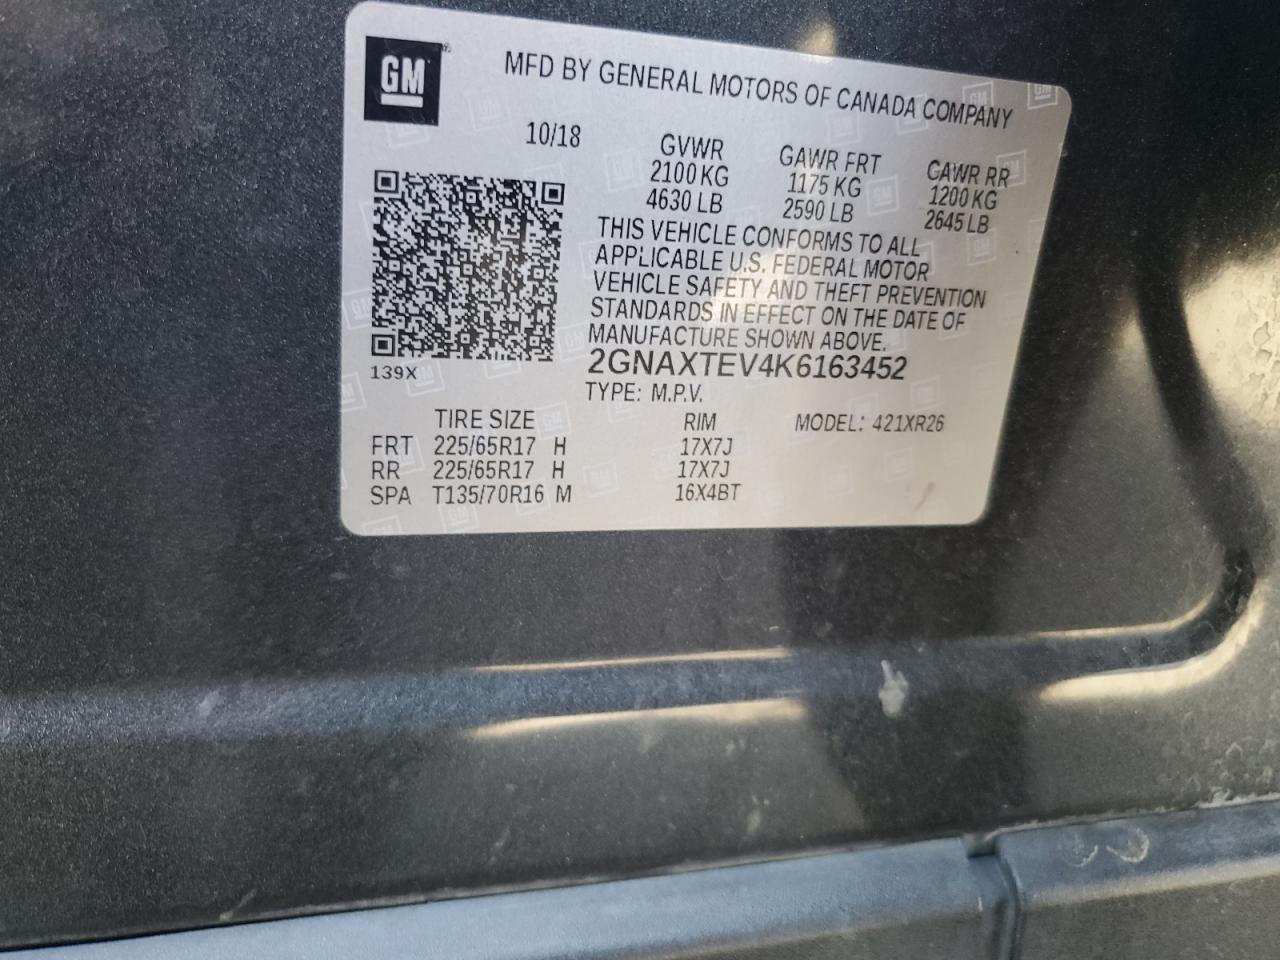 GM
MFD BY GENERAL MOTORS OF CANADA COMPANY
10/18
GVWR GAWR FRT GAWR RR
2100 KG 1175 KG 1200 KG
4630 LB 2590 LB 2645 LB
THIS VEHICLE CONFORMS TO ALL
APPLICABLE U.S. FEDERAL MOTOR
VEHICLE SAFETY AND THEFT PREVENTION
STANDARDS IN EFFECT ON THE DATE OF
MANUFACTURE SHOWN ABOVE.
2GNAXTEV4K6163452
139X
TYPE: M.P.V.
TIRE SIZE RIM MODEL: 421XR26
FRT 225/65R17 H 17X7J
RR 225/65R17 H 17X7J
SPA T135/70R16 M 16X4BT